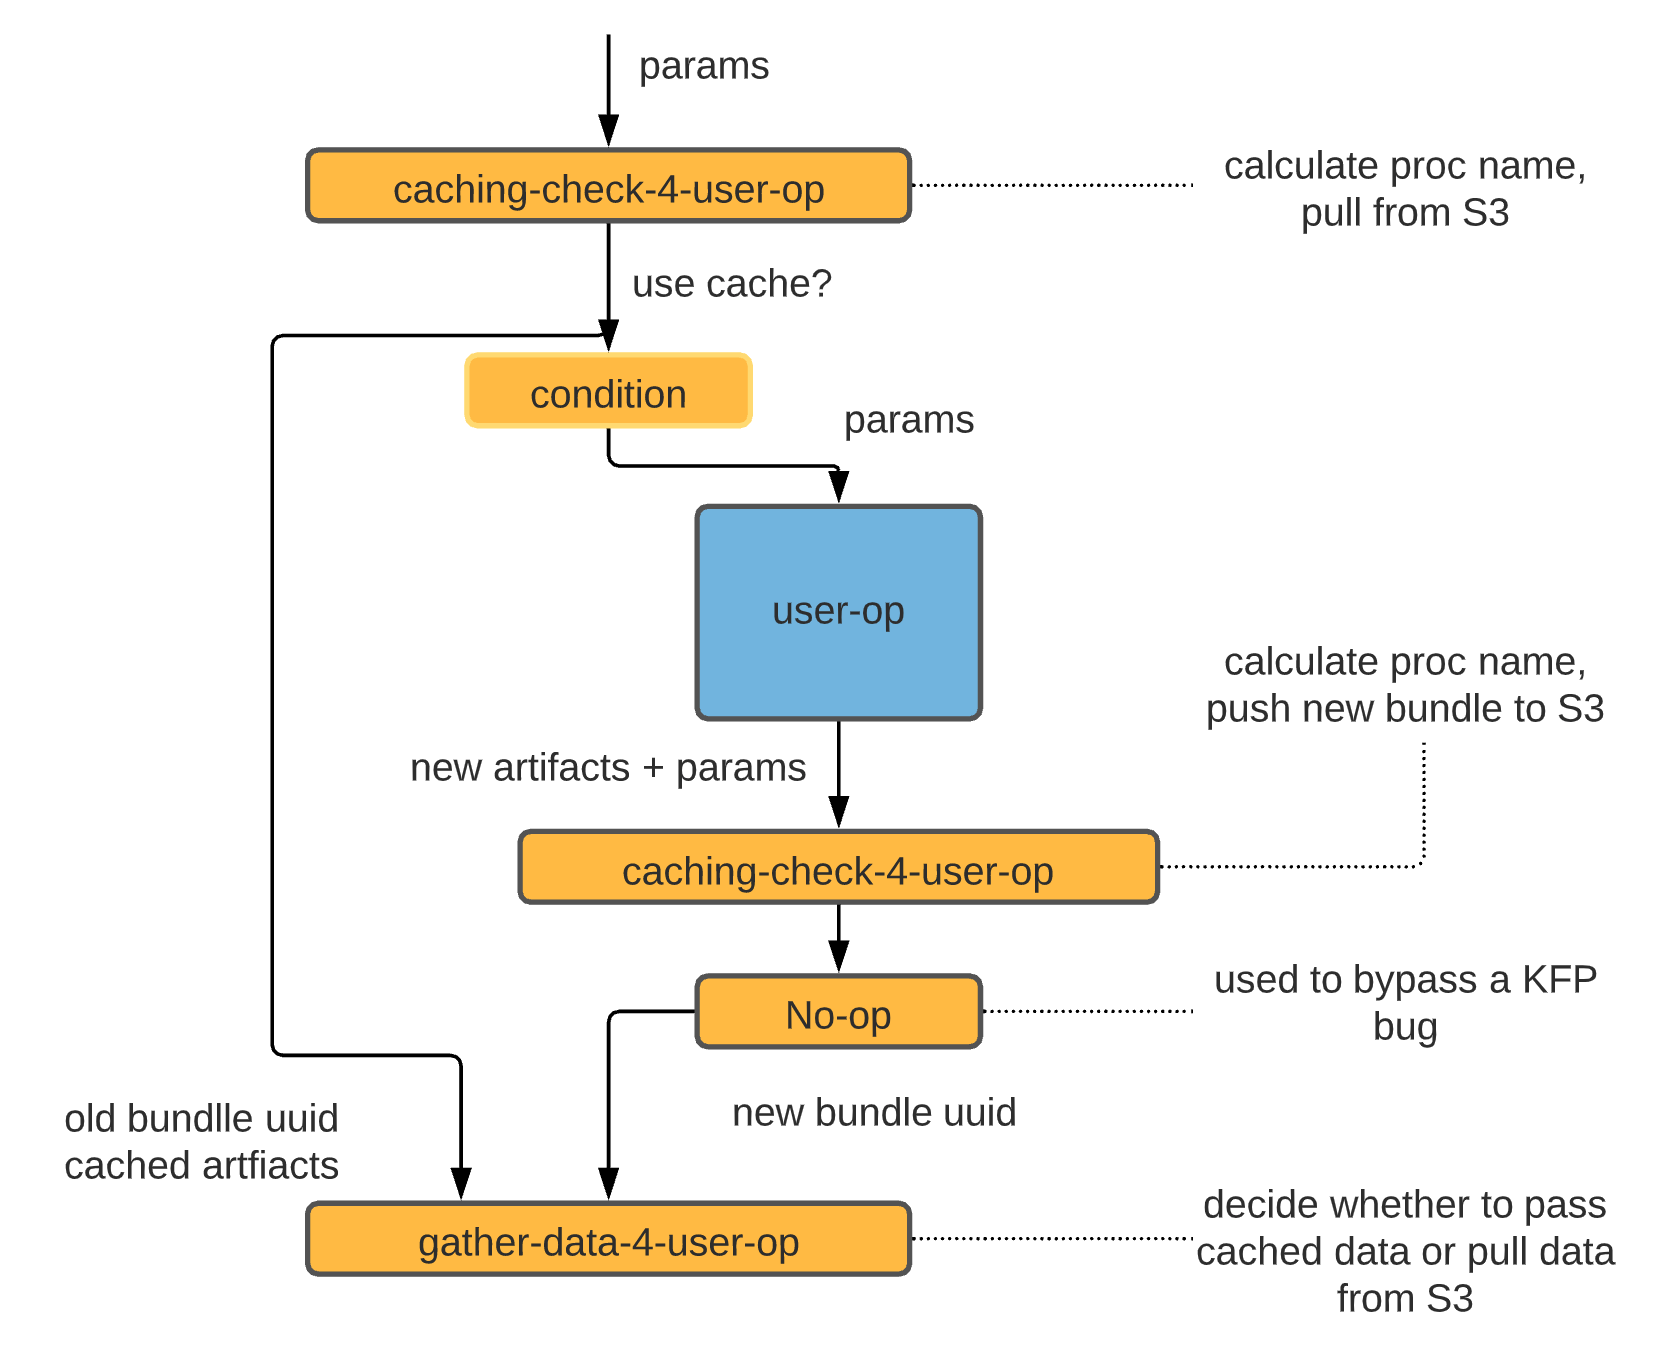 params
caching-check-4-user-op
calculate proc name,
pull from S3
use cache?
condition
params
user-op
calculate proc name,
push new bundle to S3
new artifacts + params
caching-check-4-user-op
used to bypass a KFP
bug
No-op
old bundlle uuid
cached artfiacts
new bundle uuid
gather-data-4-user-op
decide whether to pass
cached data or pull data
from S3